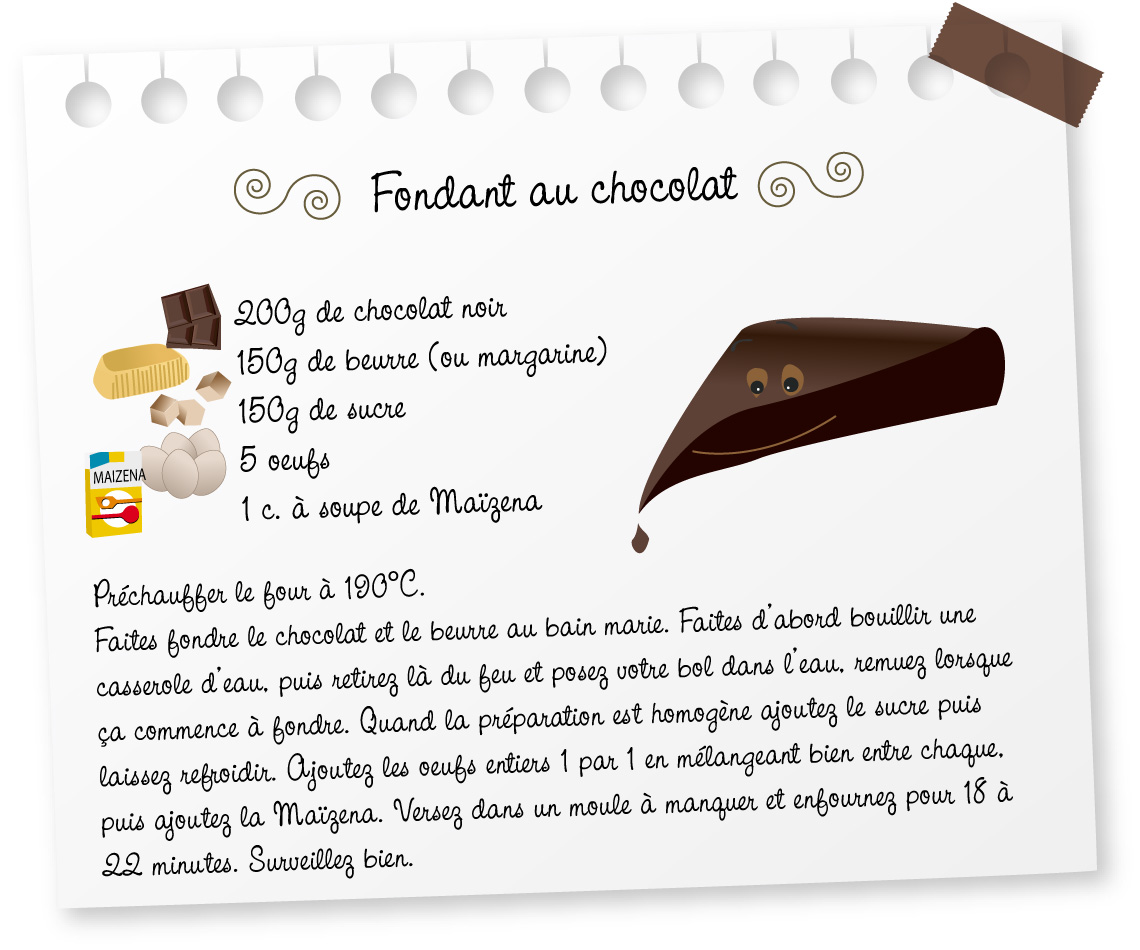 Fondant au chocolat
200g de chocolat noir
150g de beurre (ou margarine)
150g de sucre
5 oeufs
MAIZENA
1 c. à soupe de Maïzena
Préchauffer le four à 190°C.
Faites fondre le chocolat et le beurre au bain marie. Faites d'abord bouillir une
casserole d'eau, puis retirez là du feu et posez votre bol dans l'eau, remuez lorsque
ça commence à fondre. Quand la préparation est homogène ajoutez le sucre puis
laissez refroidir. Ajoutez les oeufs entiers 1 par 1 en mélangeant bien entre chaque,
puis ajoutez la Maïzena. Versez dans un moule à manquer et enfournez pour 18 à
22 minutes. Surveillez bien.